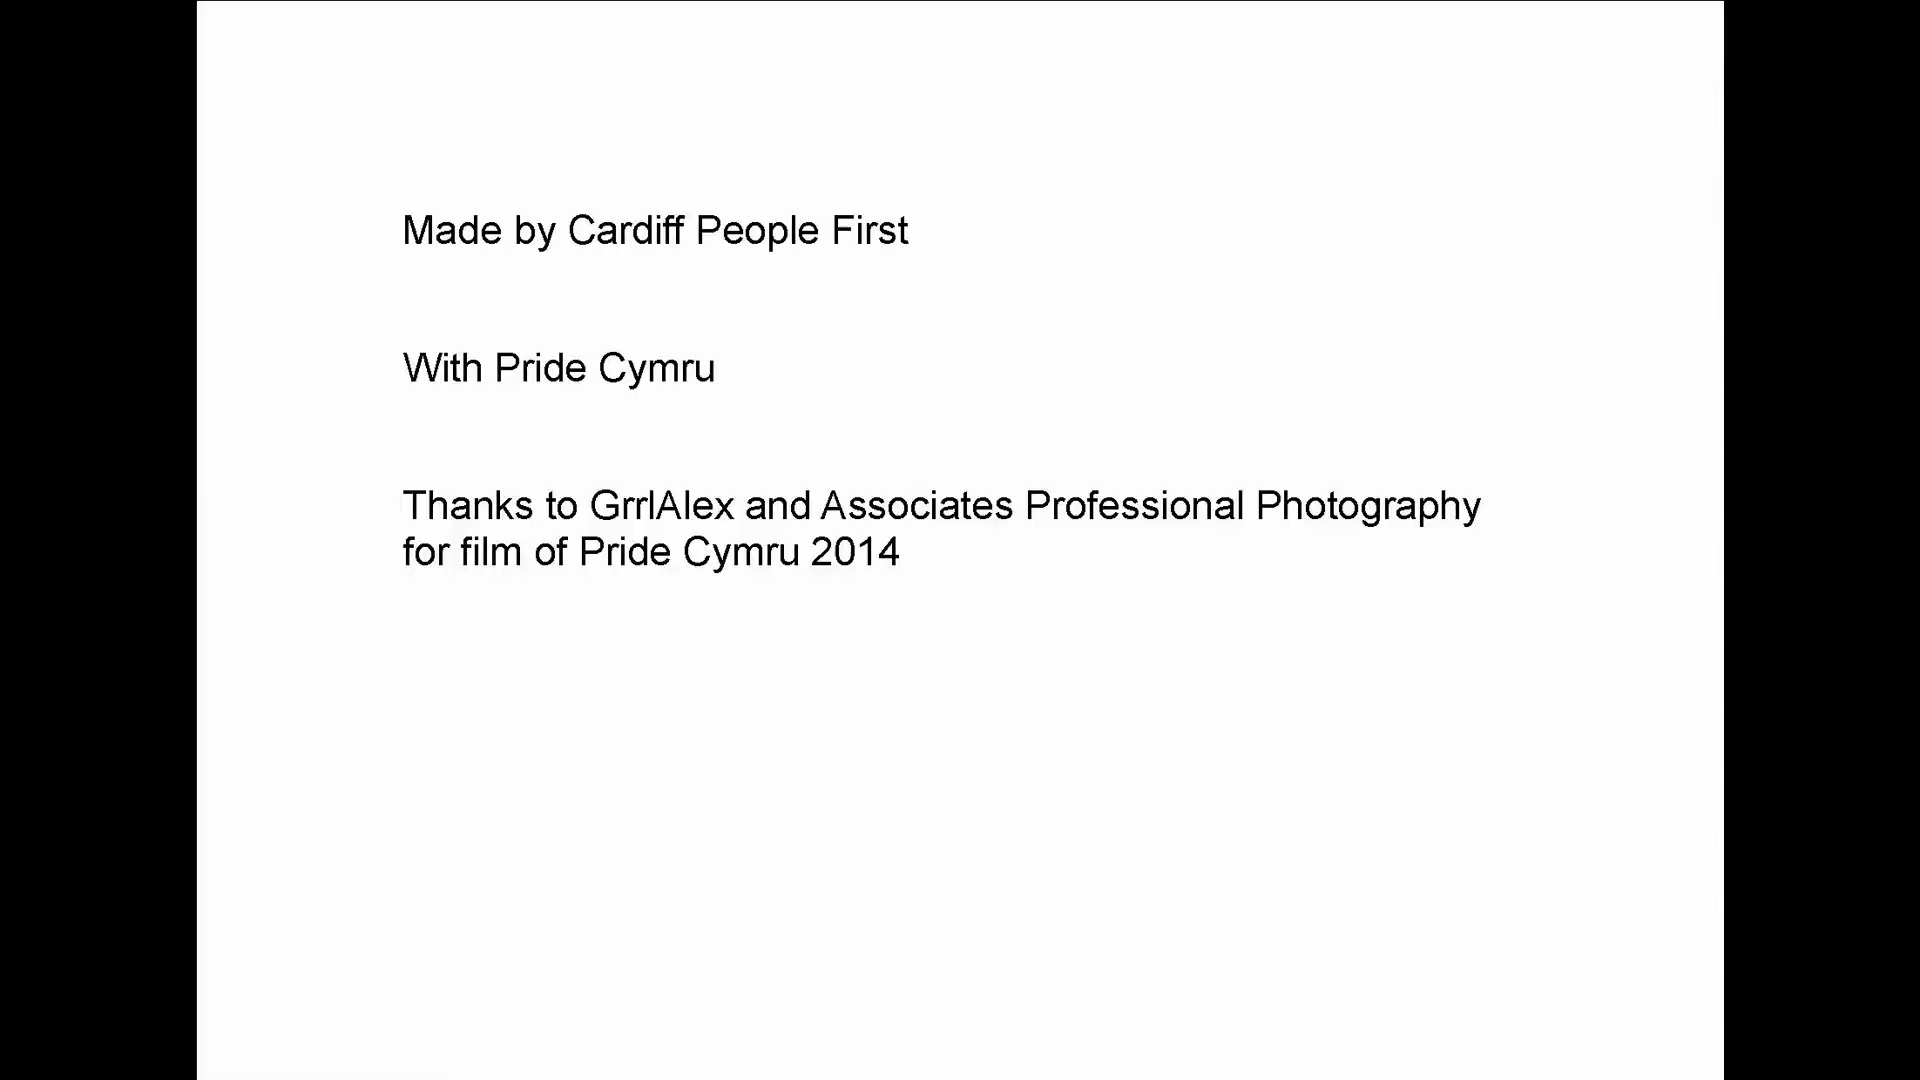 Made by Cardiff People First
With Pride Cymru
Thanks to GrrlAlex and Associates Professional Photography
for film of Pride Cymru 2014